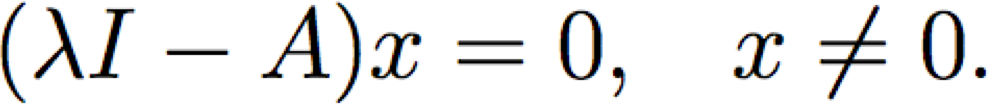 (λI − A)x = 0, x ≠ 0.